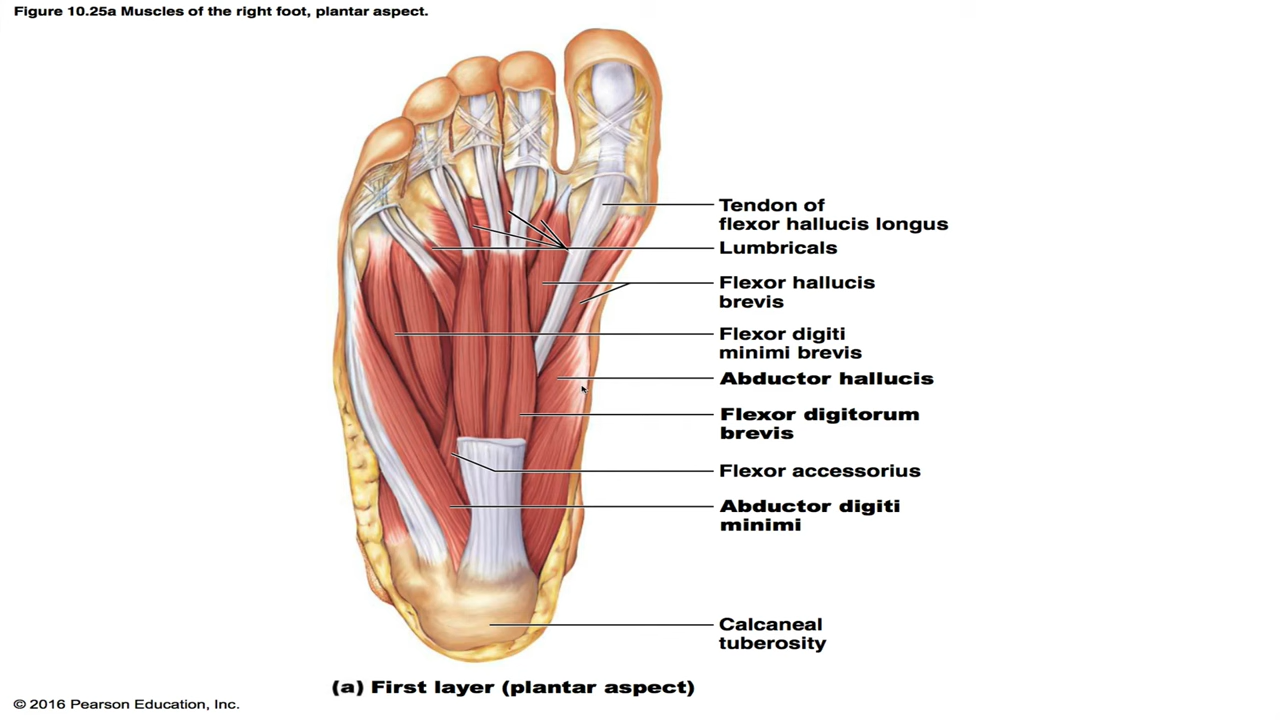 Figure 10.25a Muscles of the right foot, plantar aspect.
Tendon of
flexor hallucis longus
Lumbricals
Flexor hallucis
brevis
Flexor digiti
minimi brevis
Abductor hallucis
Flexor digitorum
brevis
Flexor accessorius
Abductor digiti
minimi
Calcaneal
tuberosity
(a) First layer (plantar aspect)
© 2016 Pearson Education, Inc.